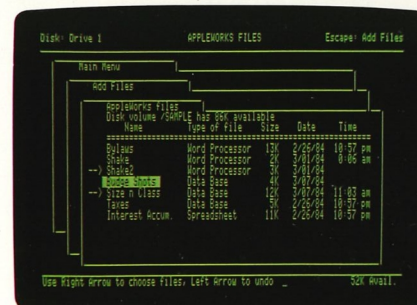 Disk: Drive 1 APPLEWORKS FILES Escape: Add Files
Main Menu
Add Files
AppleWorks files
Disk volume /SAMPLE has 86K available
Name Type of file Size Date Time
Bylaws Word Processor 13K 2/26/84 10:57 pm
Shake Word Processor 2K 3/01/84 0:06 am
--> Shake2 Word Processor 3K 3/01/84
Budge Shots Data Base 4K 3/07/84
--> Size n Class Data Base 12K 3/07/84 11:03 am
Taxes Data Base 5K 2/26/84 10:57 pm
Interest Accum. Spreadsheet 11K 2/26/84 10:57 pm
Use Right Arrow to choose files, Left Arrow to undo _ 52K Avail.